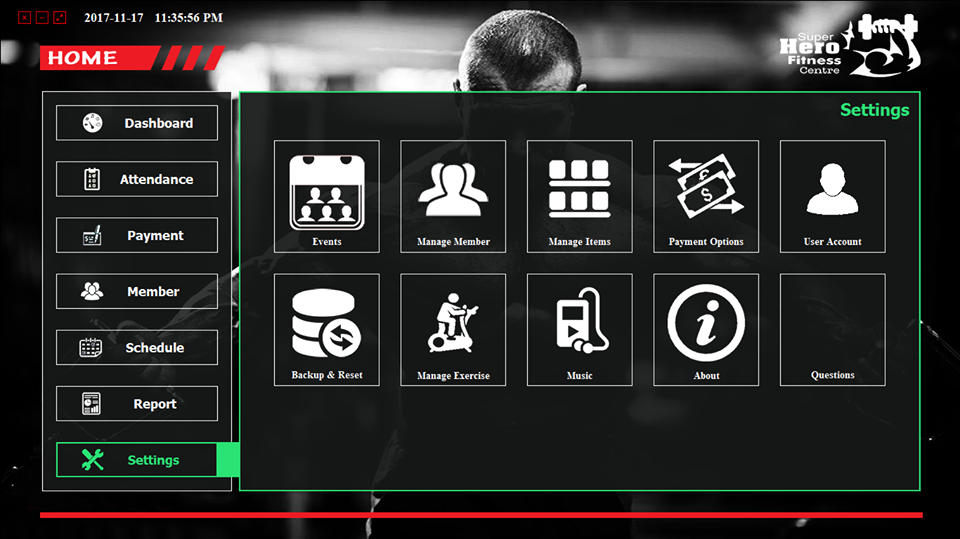 2017-11-17 11:35:56 PM
HOME
Super
Hero
Fitness
Centre
Dashboard
Attendance
Payment
Member
Schedule
Report
Settings
Settings
Events
Manage Member
Manage Items
Payment Options
User Account
Backup & Reset
Manage Exercise
Music
About
Questions